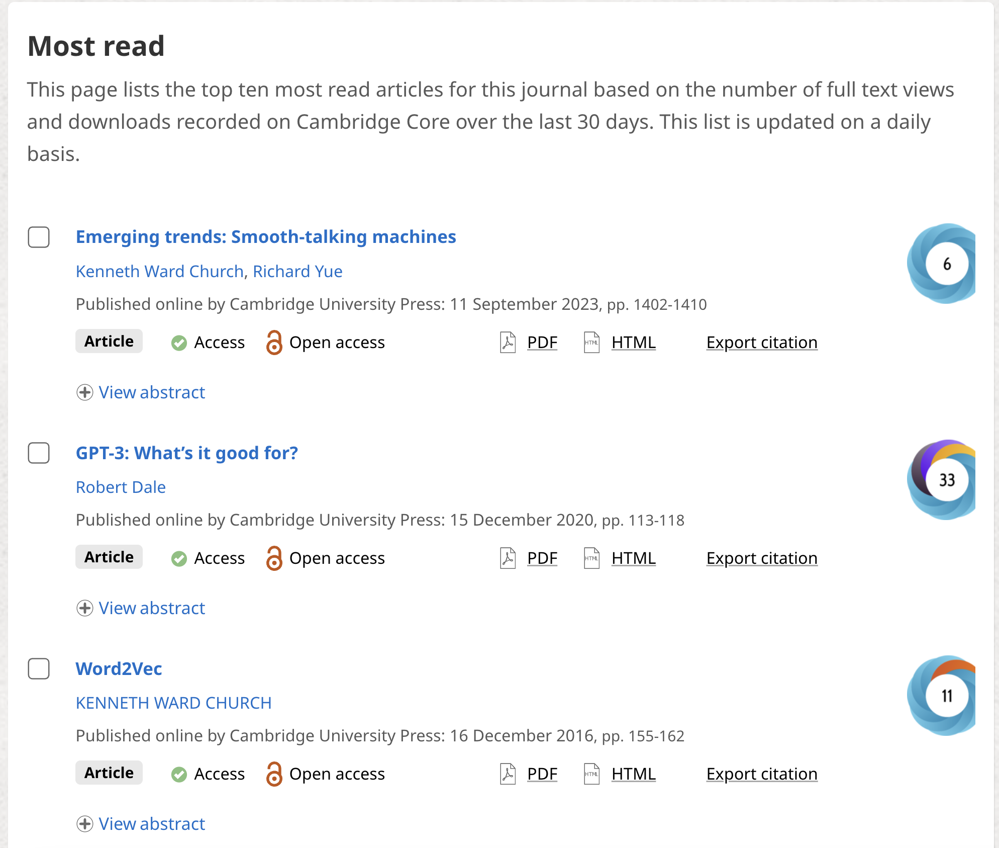 Most read
This page lists the top ten most read articles for this journal based on the number of full text views
and downloads recorded on Cambridge Core over the last 30 days. This list is updated on a daily
basis.
Emerging trends: Smooth-talking machines
6
Kenneth Ward Church, Richard Yue
Published online by Cambridge University Press: 11 September 2023, pp. 1402-1410
Article Access Open access PDF HTML HTML Export citation
View abstract
GPT-3: What’s it good for?
33
Robert Dale
Published online by Cambridge University Press: 15 December 2020, pp. 113-118
Article Access Open access PDF HTML HTML Export citation
View abstract
Word2Vec
11
KENNETH WARD CHURCH
Published online by Cambridge University Press: 16 December 2016, pp. 155-162
Article Access Open access PDF HTML HTML Export citation
View abstract